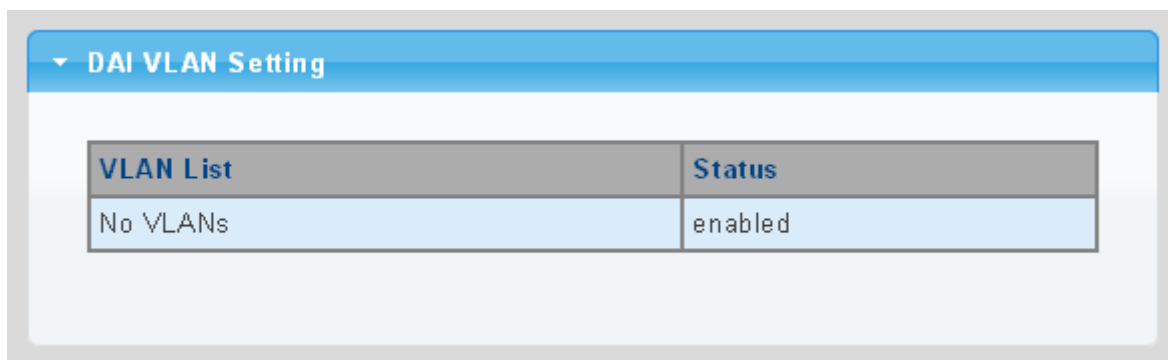 DAI VLAN Setting
VLAN List Status
No VLANs enabled